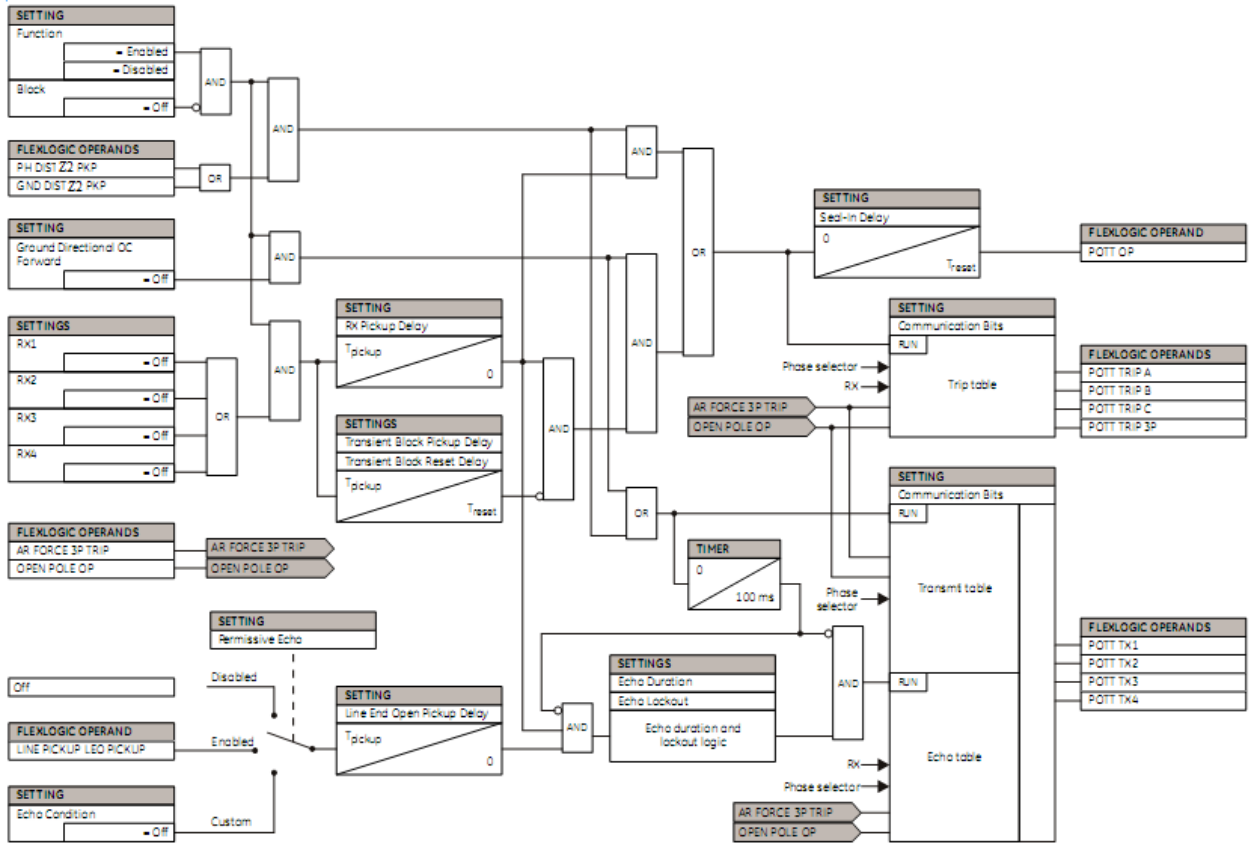 SETTING
Function
= Enabled
= Disabled
Block
= Off
AND
AND
FLEXLOGIC OPERANDS
PH DIST Z2 PKP
GND DIST Z2 PKP
OR
SETTING
Ground Directional OC
Forward
= Off
AND
SETTINGS
RX1
= Off
RX2
= Off
RX3
= Off
RX4
= Off
OR
AND
SETTING
RX Pickup Delay
Tpickup
0
SETTINGS
Transient Block Pickup Delay
Transient Block Reset Delay
Tpickup
Treset
AND
AND
AND
OR
OR
SETTING
Seal-In Delay
0
Treset
FLEXLOGIC OPERAND
POTT OP
SETTING
Communication Bits
RUN
Phase selector
RX
Trip table
AR FORCE 3P TRIP
OPEN POLE OP
FLEXLOGIC OPERANDS
POTT TRIP A
POTT TRIP B
POTT TRIP C
POTT TRIP 3P
FLEXLOGIC OPERANDS
AR FORCE 3P TRIP
OPEN POLE OP
AR FORCE 3P TRIP
OPEN POLE OP
TIMER
0
100 ms
SETTING
Communication Bits
RUN
Phase
selector
Transmit table
SETTING
Permissive Echo
Off
Disabled
FLEXLOGIC OPERAND
LINE PICKUP LEO PICKUP
Enabled
SETTING
Echo Condition
= Off
Custom
SETTING
Line End Open Pickup Delay
Tpickup
0
AND
SETTINGS
Echo Duration
Echo Lockout
Echo duration and
lockout logic
AND
RUN
Echo table
RX
Phase selector
AR FORCE 3P TRIP
OPEN POLE OP
FLEXLOGIC OPERANDS
POTT TX1
POTT TX2
POTT TX3
POTT TX4